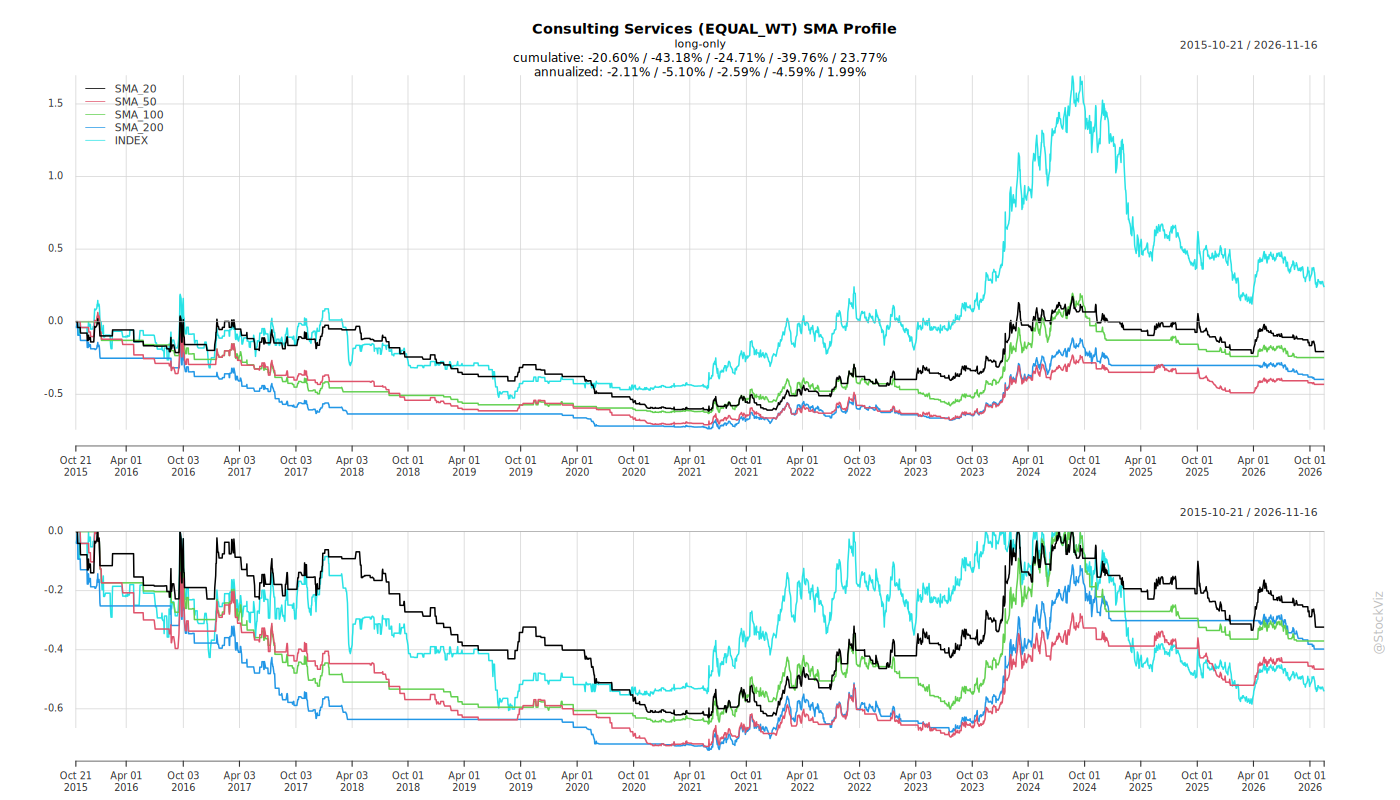 Consulting Services (EQUAL_WT) SMA Profile
long-only
cumulative: -20.60% / -43.18% / -24.71% / -39.76% / 23.77%
annualized: -2.11% / -5.10% / -2.59% / -4.59% / 1.99%
2015-10-21 / 2026-11-16
SMA_20
SMA_50
SMA_100
SMA_200
INDEX
1.5
1.0
0.5
0.0
-0.5
Oct 21 Apr 01 Oct 03 Apr 03 Oct 03 Apr 03 Oct 01 Apr 01 Oct 01 Apr 01 Oct 01 Apr 01 Oct 01 Apr 01 Oct 03 Apr 03 Oct 03 Apr 01 Oct 01 Apr 01 Oct 01 Apr 01 Oct 01
2015 2016 2016 2017 2017 2018 2018 2019 2019 2020 2020 2021 2021 2022 2022 2023 2023 2024 2024 2025 2025 2026 2026
2015-10-21 / 2026-11-16
0.0
-0.2
-0.4
-0.6
Oct 21 Apr 01 Oct 03 Apr 03 Oct 03 Apr 03 Oct 01 Apr 01 Oct 01 Apr 01 Oct 01 Apr 01 Oct 01 Apr 01 Oct 03 Apr 03 Oct 03 Apr 01 Oct 01 Apr 01 Oct 01 Apr 01 Oct 01
2015 2016 2016 2017 2017 2018 2018 2019 2019 2020 2020 2021 2021 2022 2022 2023 2023 2024 2024 2025 2025 2026 2026
@StockViz